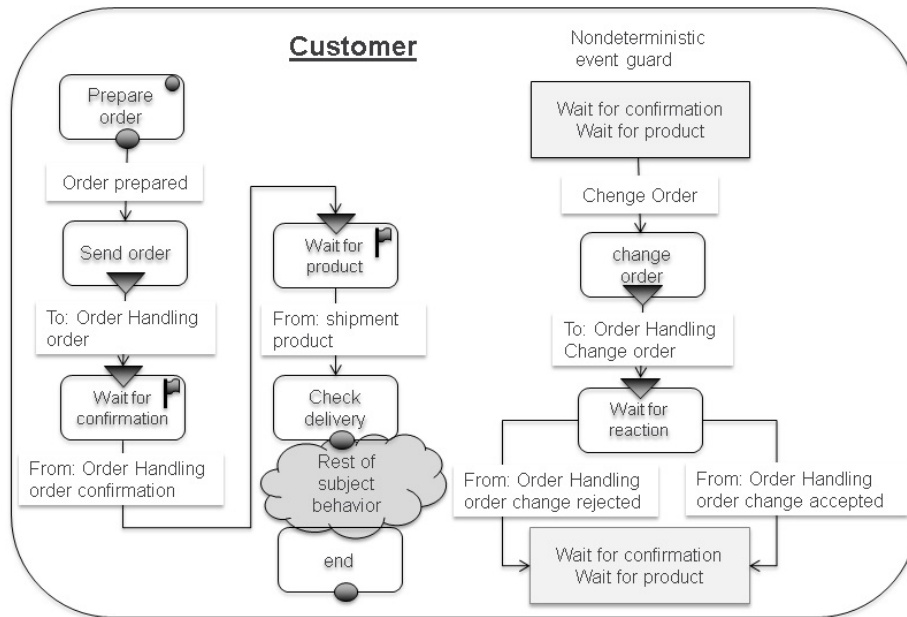 Customer
Prepare
order
Order prepared
Send order
To: Order Handling
order
Wait for
confirmation
From: Order Handling
order confirmation
Wait for
product
From: shipment
product
Check
delivery
Rest of
subject
behavior
end
Nondeterministic
event guard
Wait for confirmation
Wait for product
Chenge Order
change
order
To: Order Handling
Change order
Wait for
reaction
From: Order Handling
order change rejected
From: Order Handling
order change accepted
Wait for confirmation
Wait for product